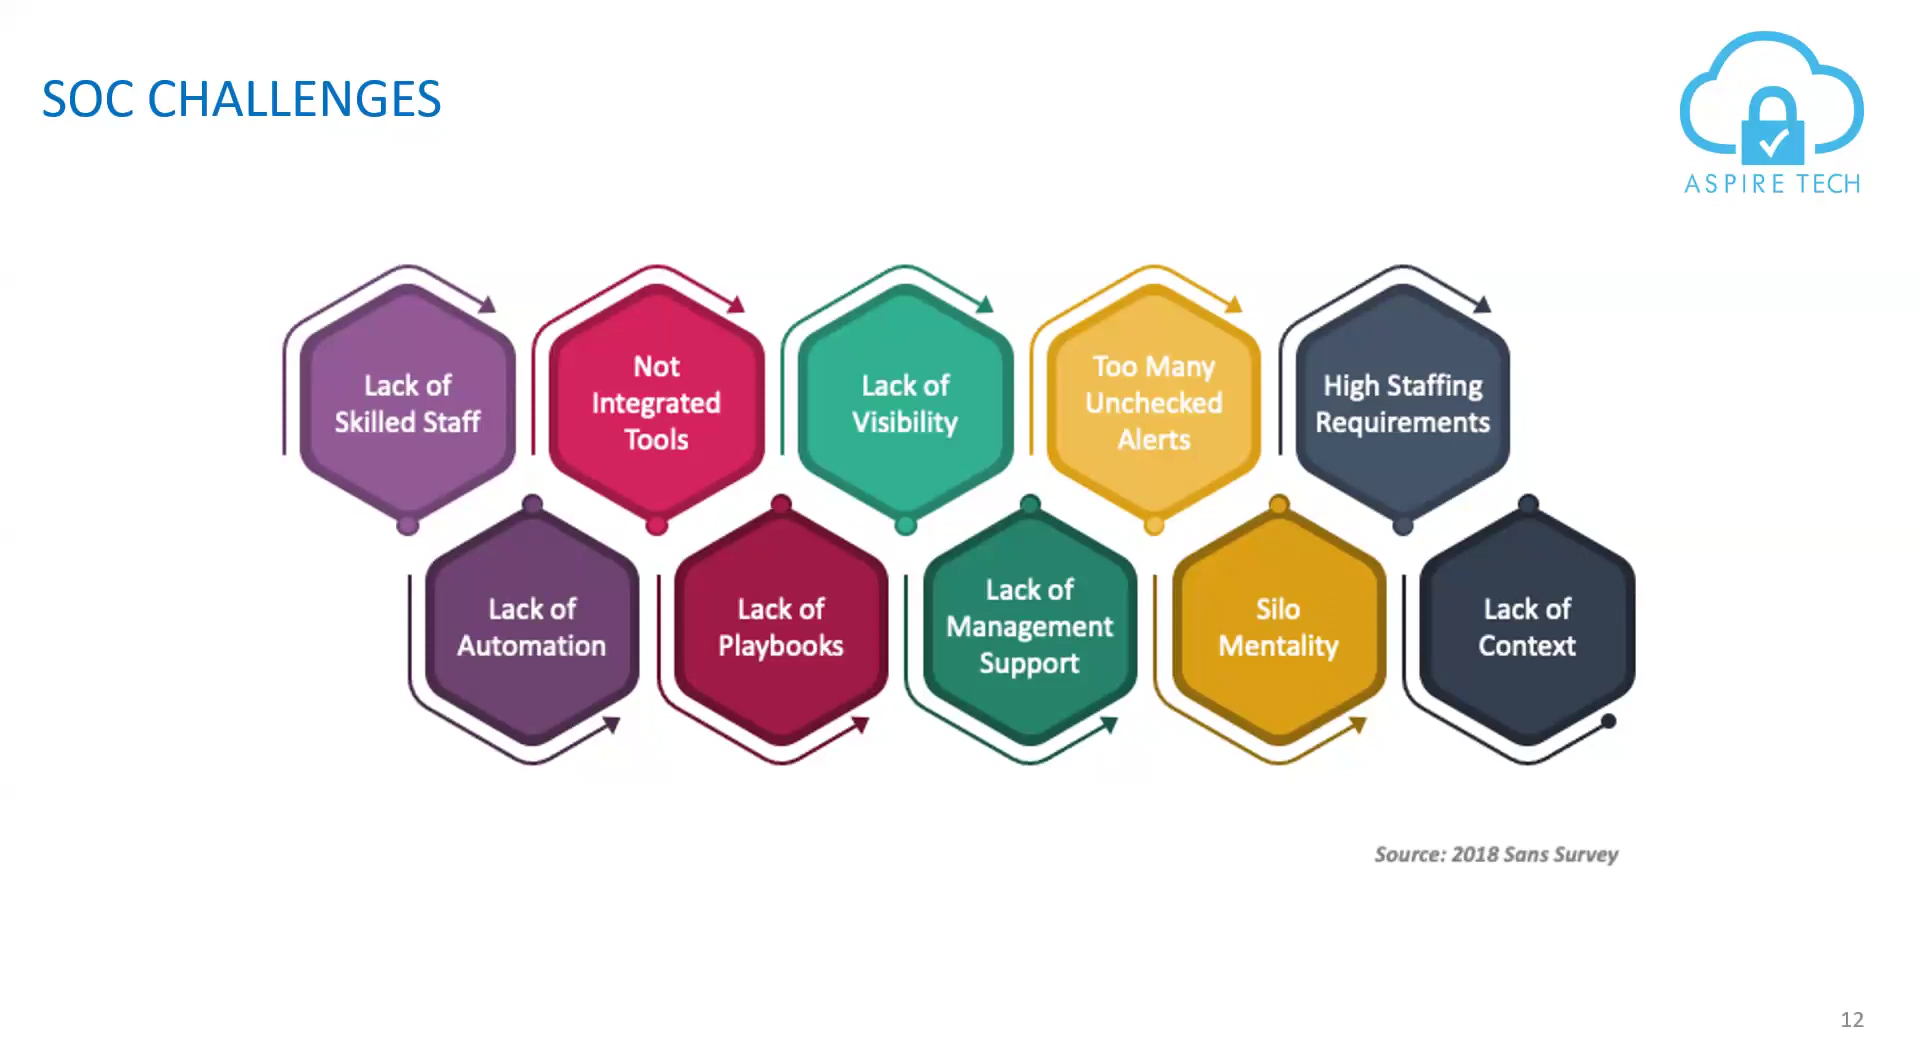 SOC CHALLENGES
ASPIRE TECH
Lack of
Skilled Staff
Not
Integrated
Tools
Lack of
Visibility
Too Many
Unchecked
Alerts
High Staffing
Requirements
Lack of
Automation
Lack of
Playbooks
Lack of
Management
Support
Silo
Mentality
Lack of
Context
Source: 2018 Sans Survey
12